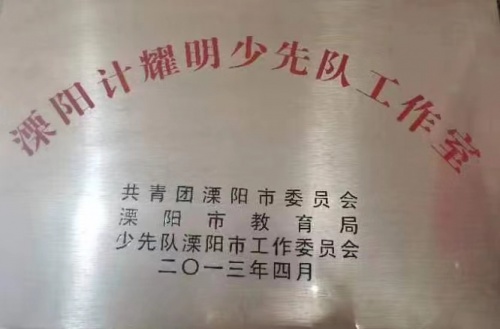 溧阳计耀明少先队工作室
共青团溧阳市委员会
溧阳市教育局
少先队溧阳市工作委员会
二〇一三年四月